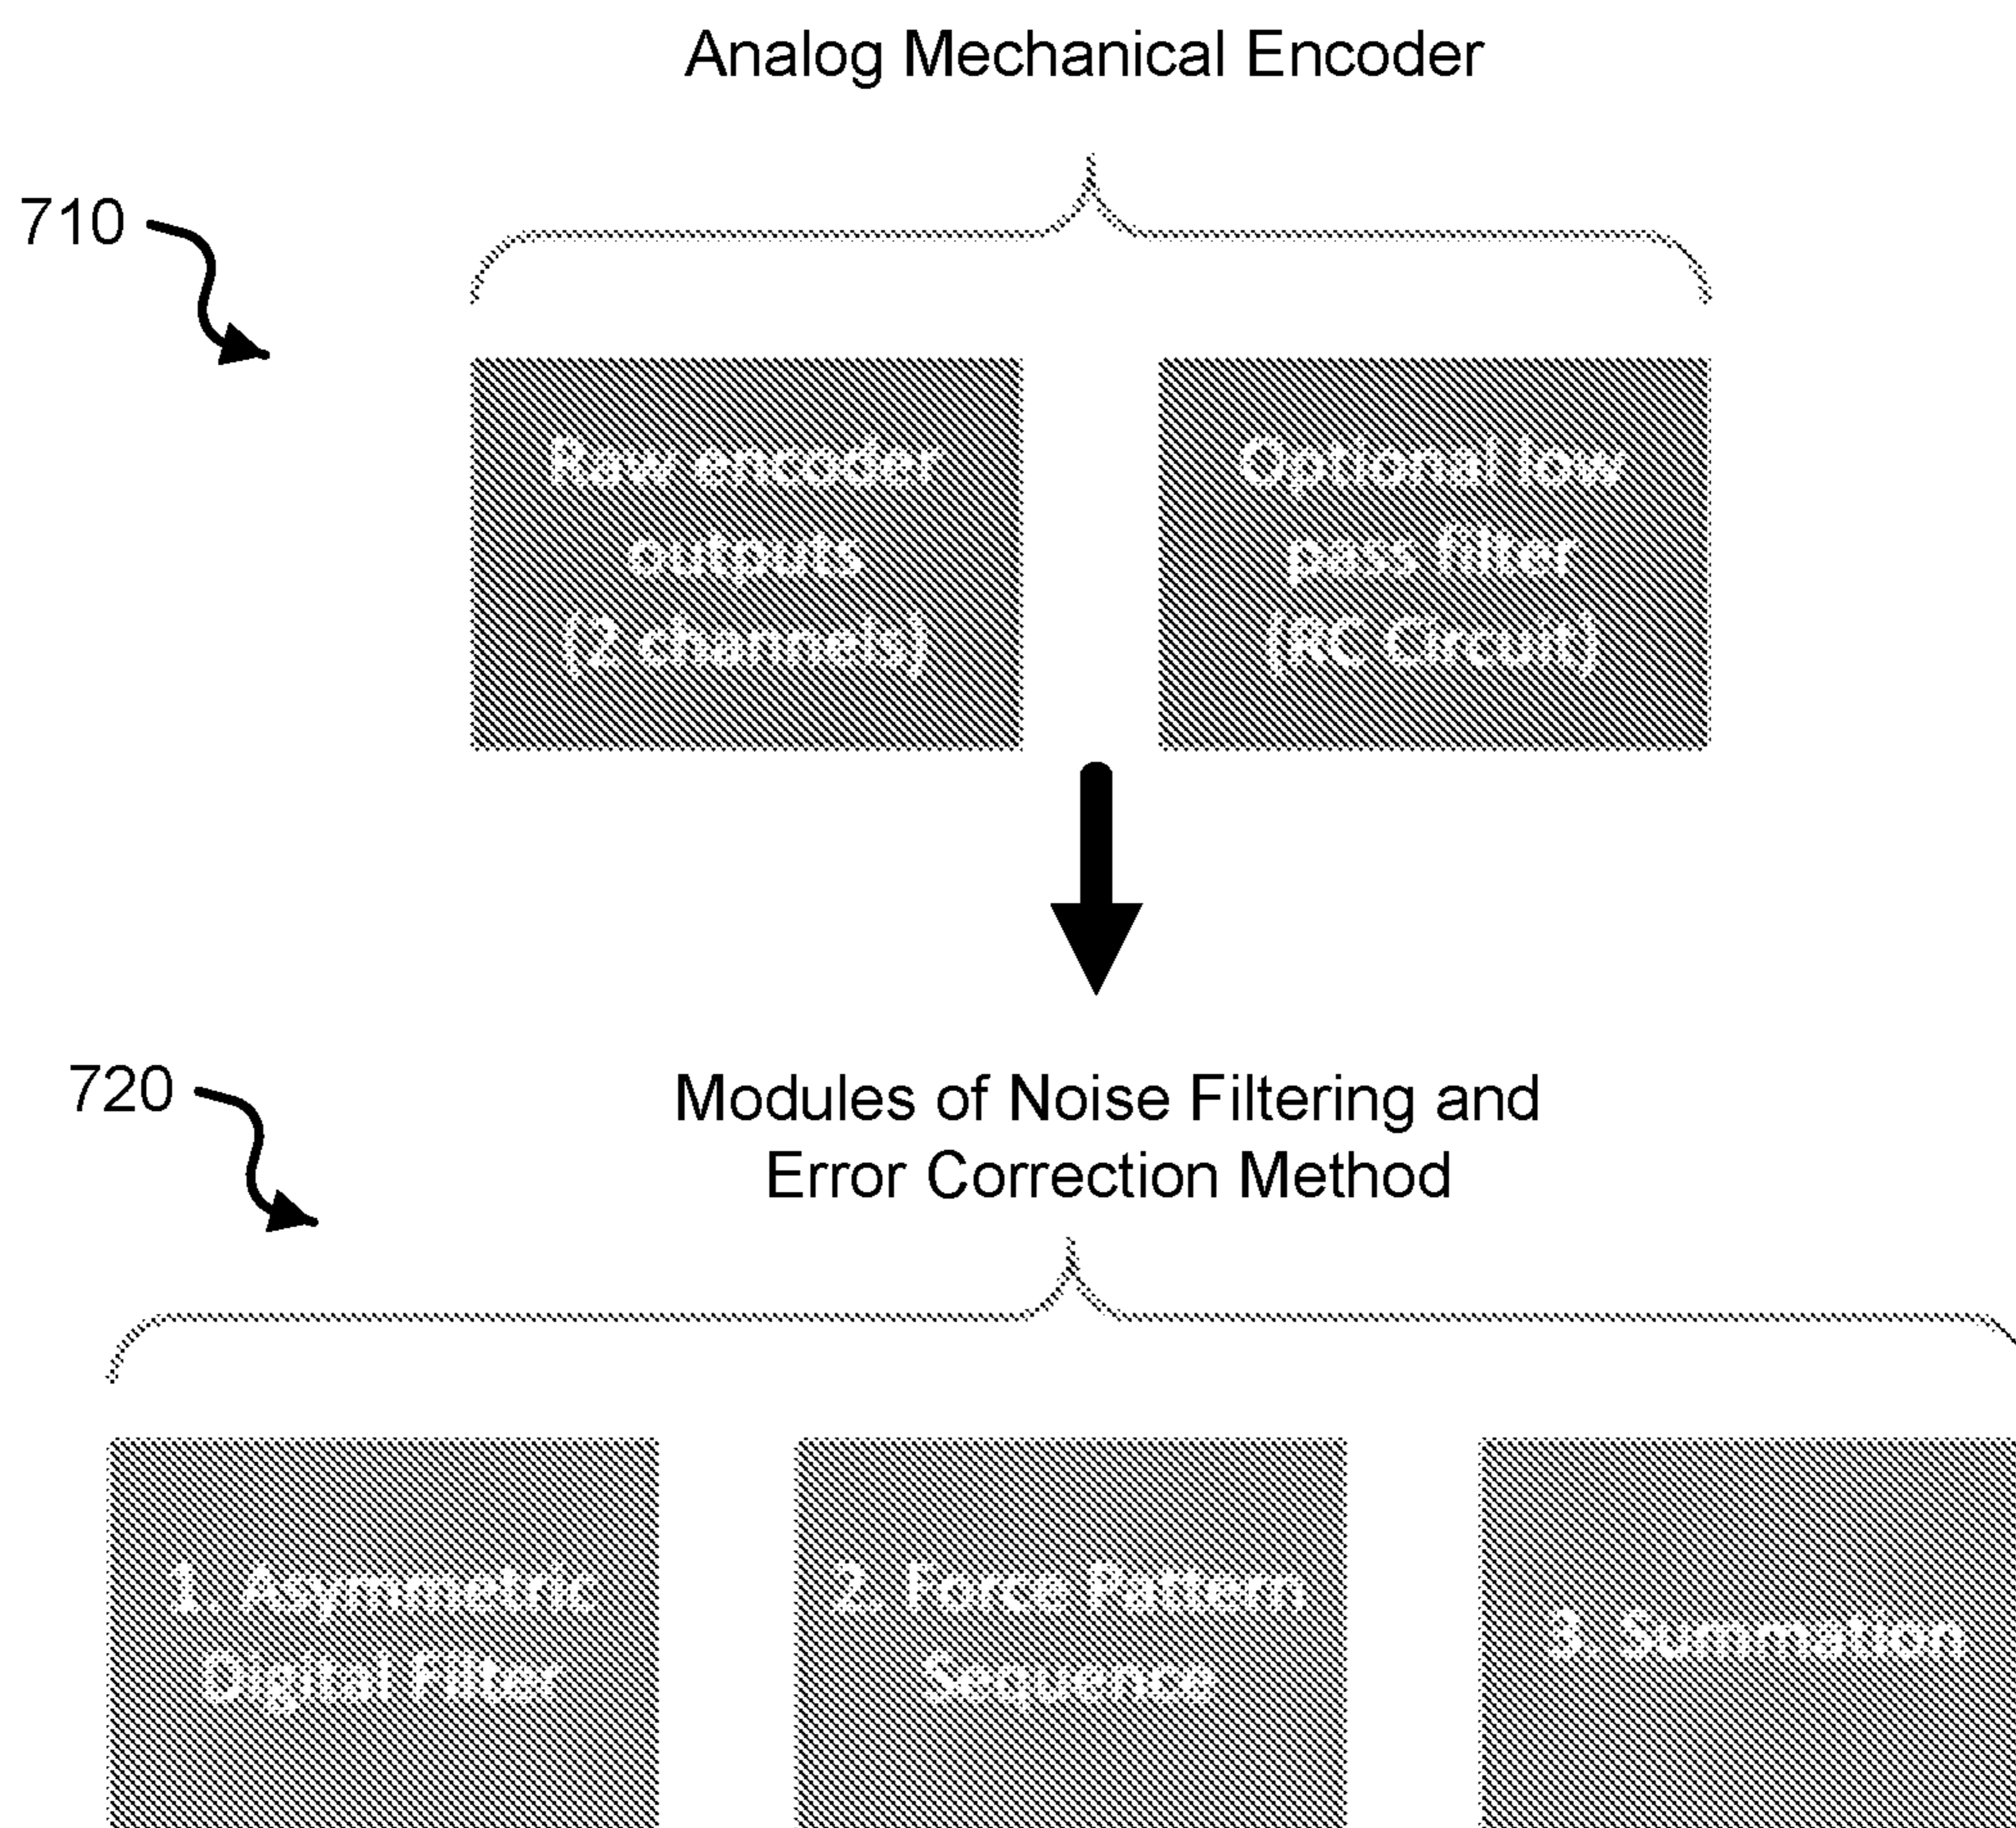 Analog Mechanical Encoder
710
Raw encoder
outputs
(2 channels)
Optional low
pass filter
(RC Circuit)
720
Modules of Noise Filtering and
Error Correction Method
1. Asymmetric
Digital Filter
2. Force Pattern
Sequence
3. Summation